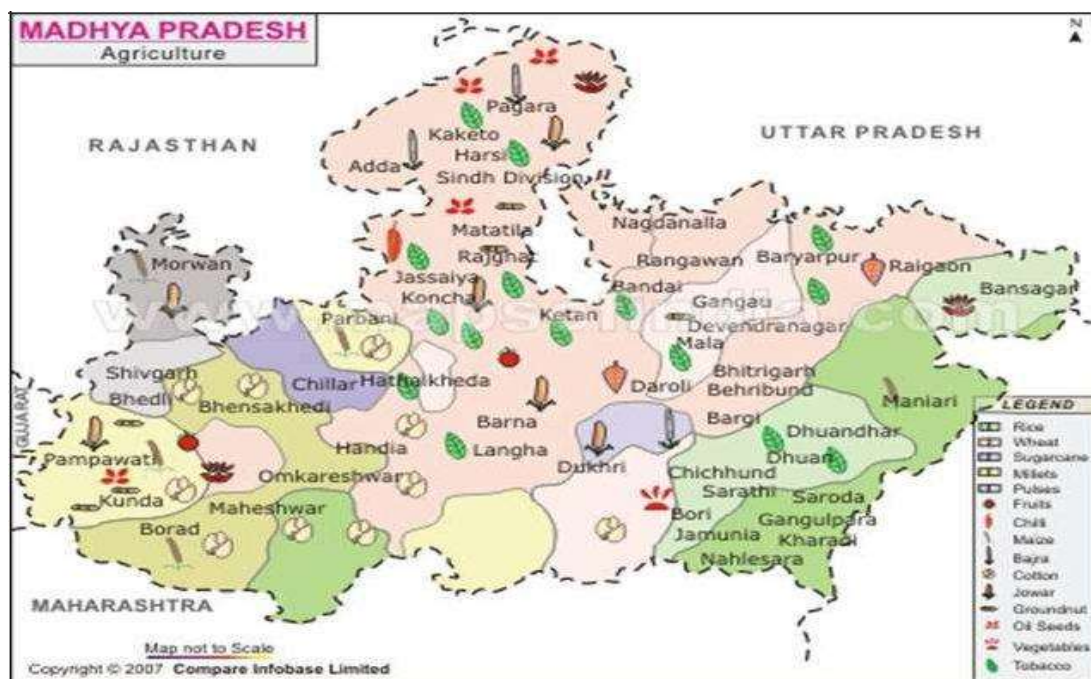 MADHYA PRADESH
Agriculture
N
RAJASTHAN
UTTAR PRADESH
Pagara
Kaketo
Harsi
Adda
Sindh Division
Nagdanalla
Matatila
Rajghat
Rangawan
Baryarpur
Raigaon
Morwan
Jassaiya
Koncha
Bandai
Gangau
Bansagar
Parbani
Ketan
Devendranagar
Mala
Shivgarh
Bhedli
Chillar
Hathalkheda
Bhitrigarh
Behribund
Daroli
Maniari
GUJARAT
Bhensakhedi
Barna
Bargi
Dhuandhar
Handia
Langha
Dhuan
Pampawath
Omkareshwar
Dukhri
Chichhund
Kunda
Maheshwar
Sarathi
Saroda
Borad
Bori
Gangulpara
Jamunia
Kharadi
Nahlesara
MAHARASHTRA
LEGEND
Rice
Wheat
Sugarcane
Millets
Pulses
Fruits
Chilli
Maize
Bajra
Cotton
Jowar
Groundnut
Oil Seeds
Vegetables
Tobacco
Map not to Scale
Copyright © 2007 Compare Infobase Limited